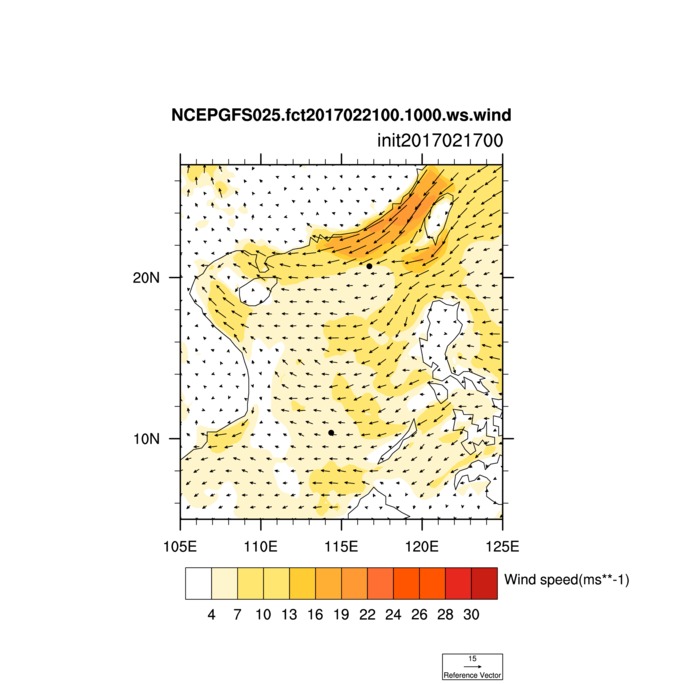 NCEPGFS025.fct2017022100.1000.ws.wind
init2017021700
20N
10N
105E 110E 115E 120E 125E
Wind speed(ms**-1)
4 7 10 13 16 19 22 24 26 28 30
15
Reference Vector